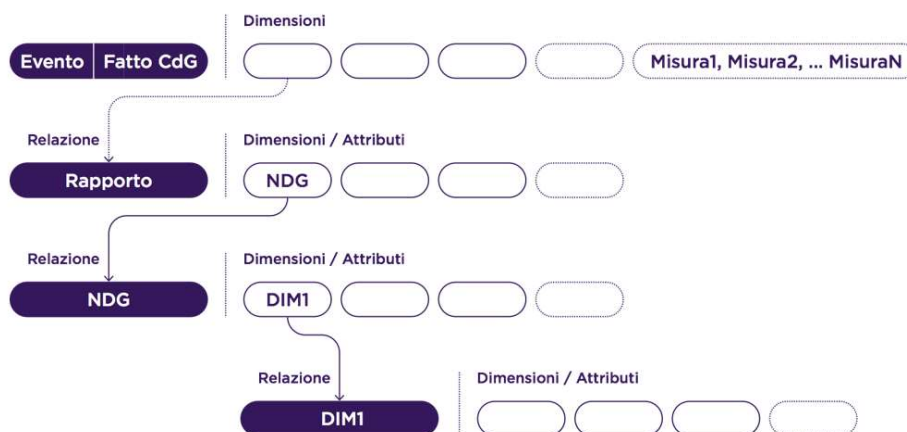 Dimensioni
Evento Fatto CdG Misura1, Misura2, ... MisuraN
Relazione Dimensioni / Attributi
Rapporto NDG
Relazione Dimensioni / Attributi
NDG DIM1
Relazione Dimensioni / Attributi
DIM1